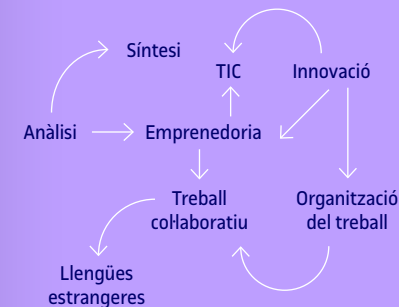 Síntesi
TIC
Innovació
Anàlisi
Emprenedoria
Treball
col·laboratiu
Organització
del treball
Llengües
estrangeres